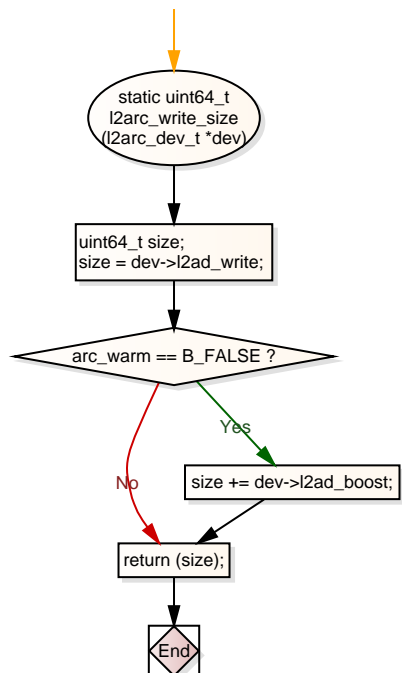 static uint64_t
l2arc_write_size
(l2arc_dev_t *dev)
uint64_t size;
size = dev->l2ad_write;
arc_warm == B_FALSE ?
Yes
No
size += dev->l2ad_boost;
return (size);
End